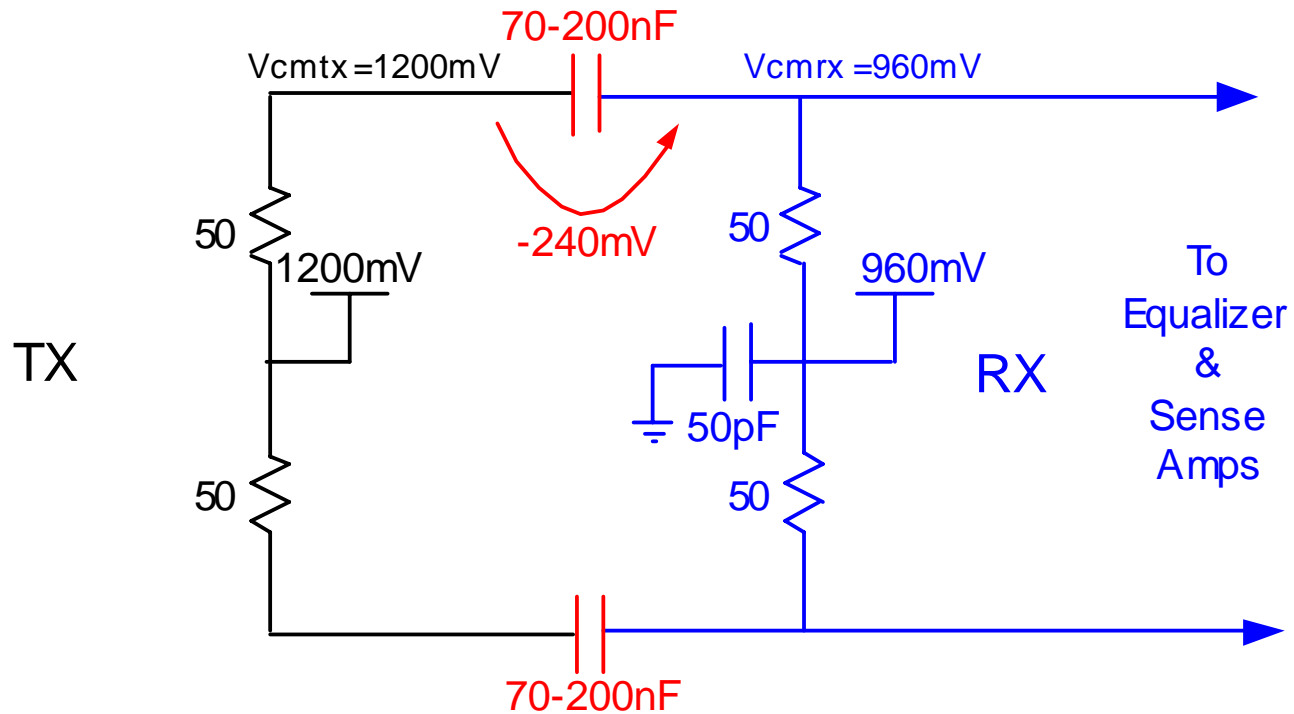 70-200nF
Vcmtx=1200mV
Vcmrx =960mV
-240mV
50
50
1200mV
960mV
To
Equalizer
&
Sense
Amps
TX
RX
50pF
50
50
70-200nF